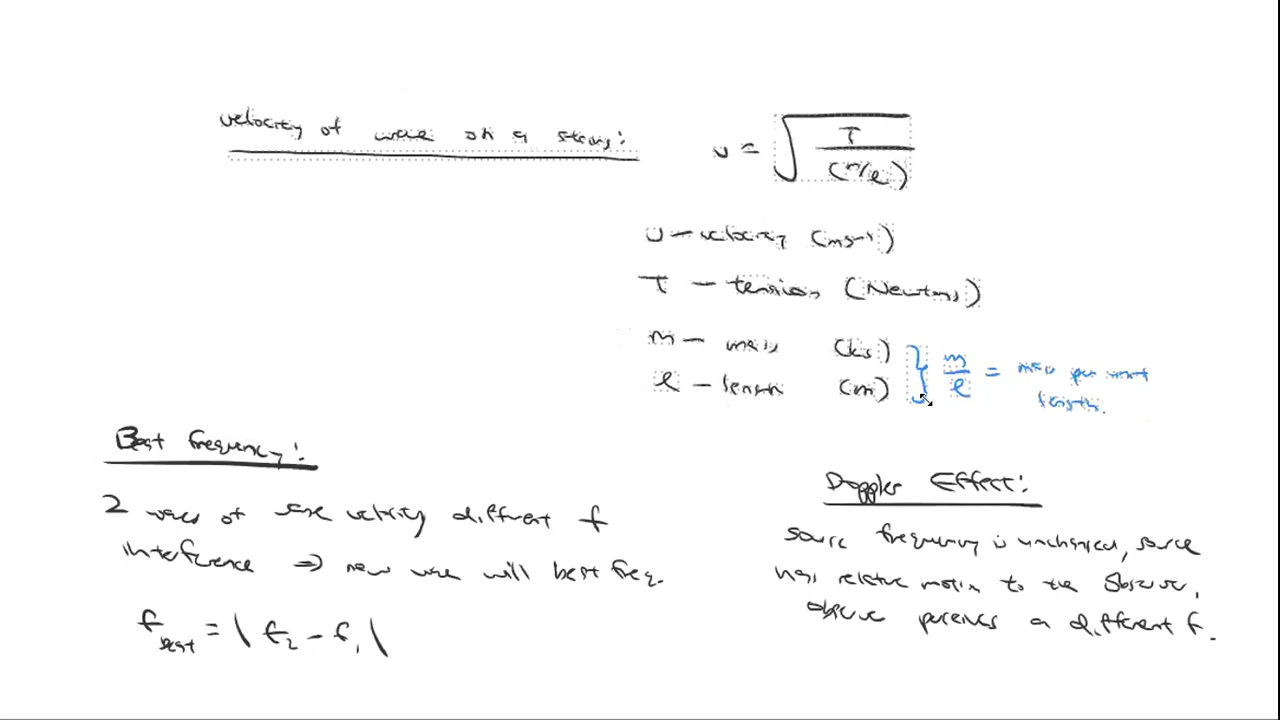 velocity of wave on a string:
v = √(T/(m/l))
v – velocity (ms⁻¹)
T – tension (Newtons)
m – mass (kg)
l – length (m)
} m/l = mass per unit length.
Beat frequency:
2 waves of same velocity different f
interference ⇒ new wave will beat freq.
f beat = | f₂ – f₁ |
Doppler Effect:
source frequency is unchanged, source
has relative motion to the observer,
observer perceives a different f.